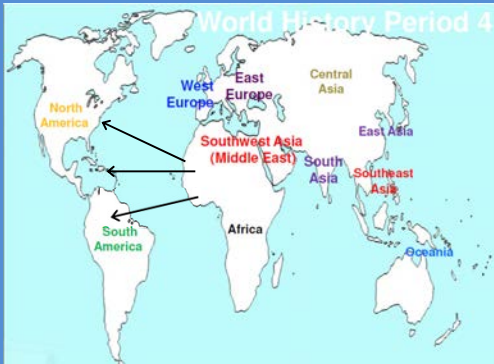 World History Period 4
North
America
West
Europe
East
Europe
Central
Asia
East Asia
Southwest Asia
(Middle East)
South
Asia
Southeast
Asia
Africa
South
America
Oceania